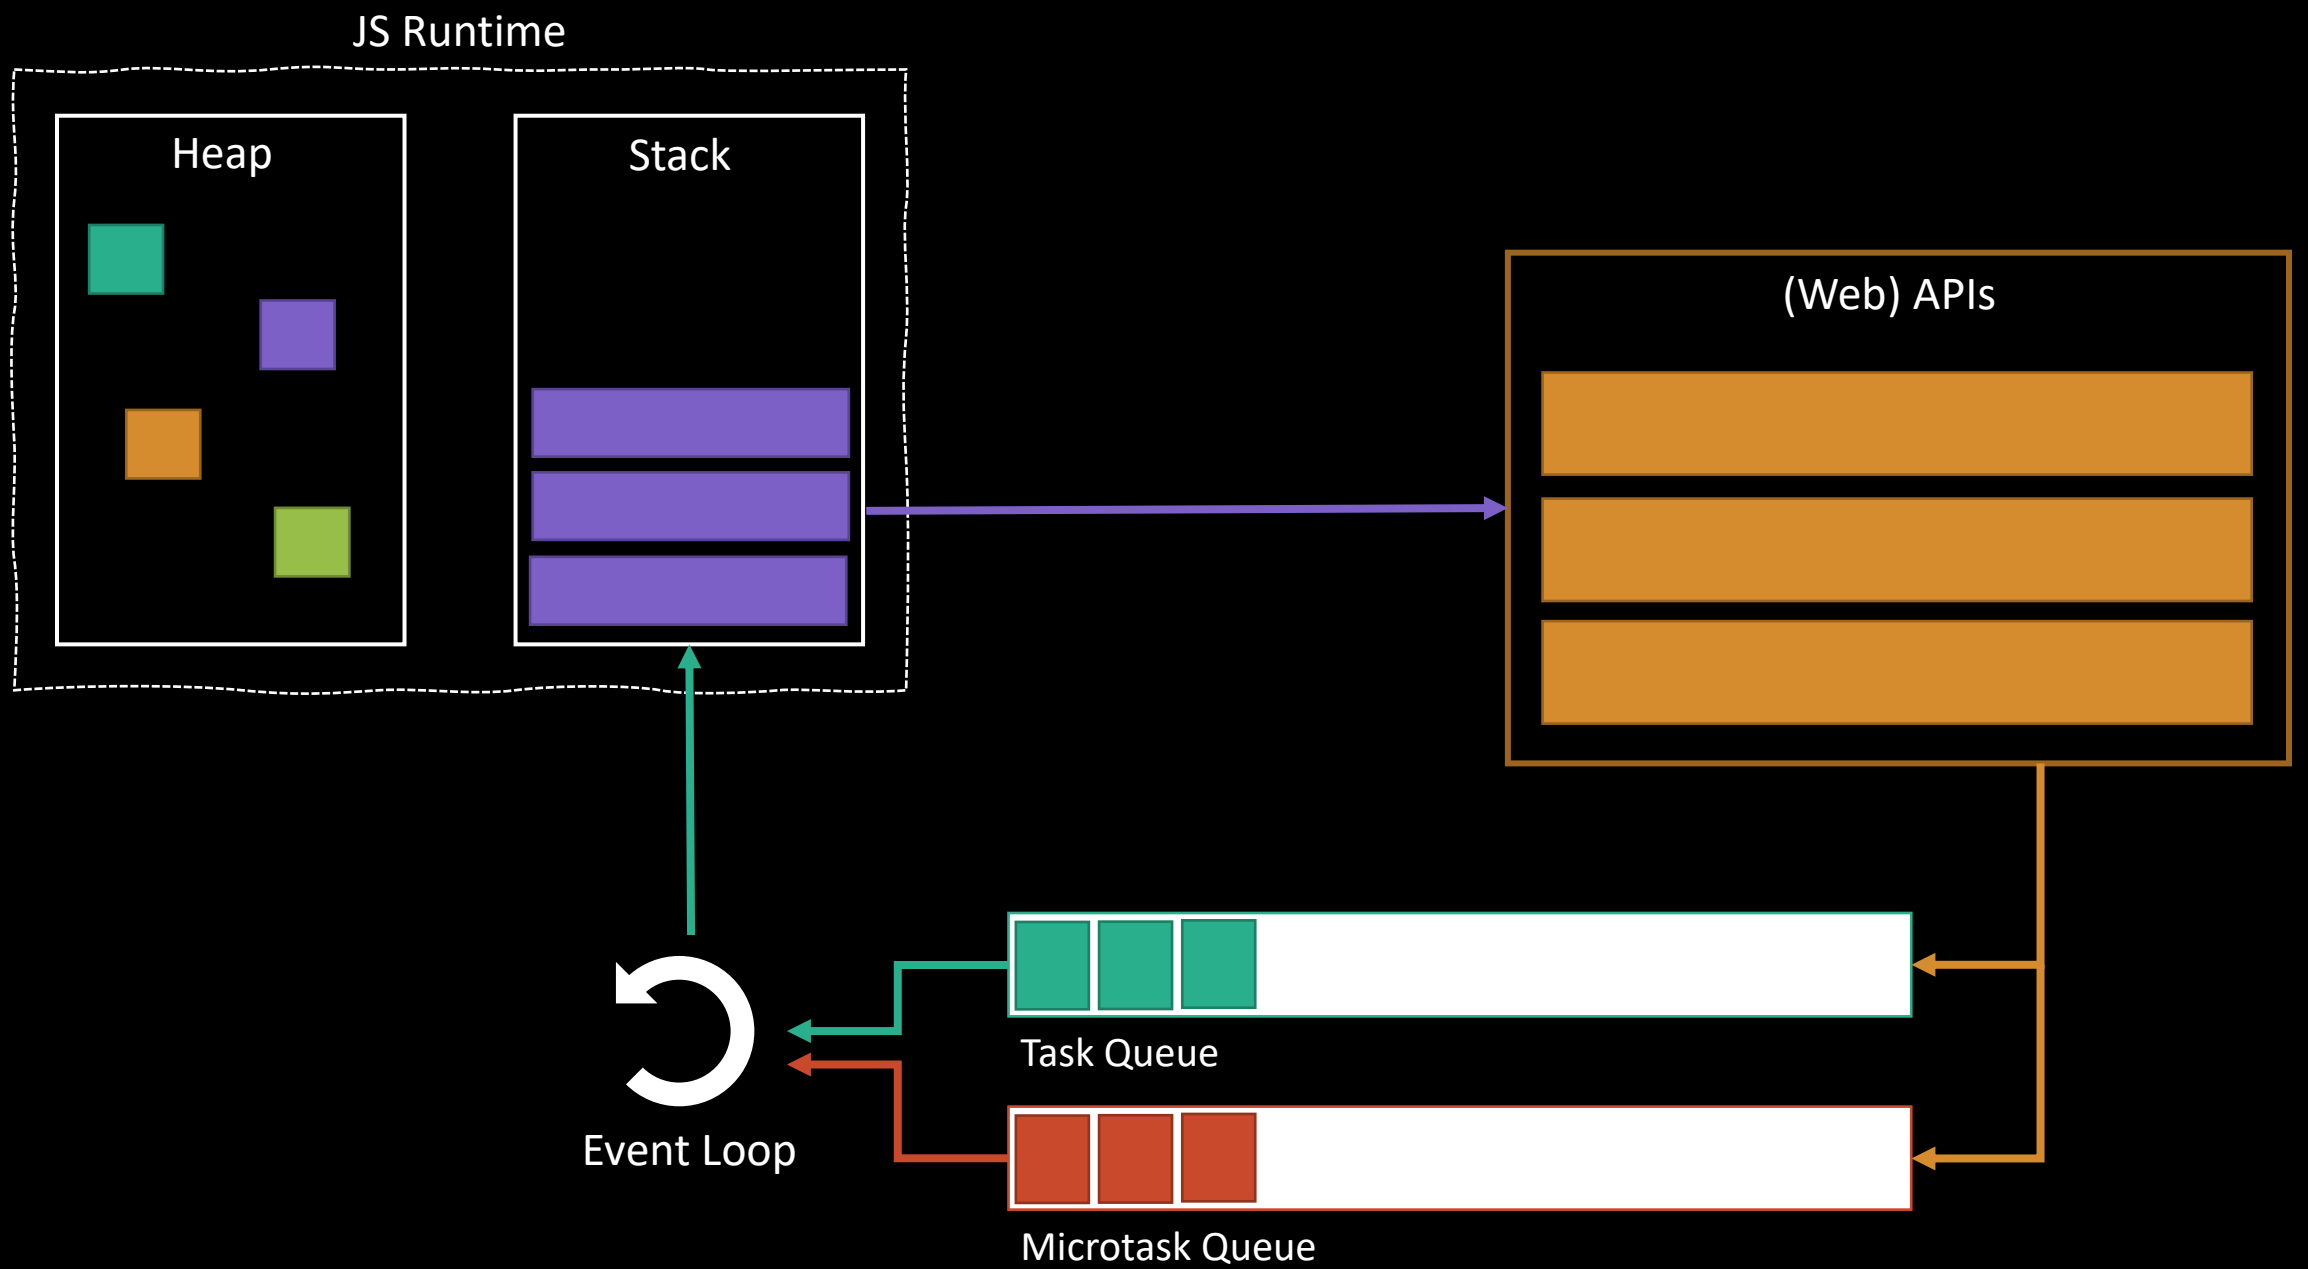 JS Runtime
Heap
Stack
(Web) APIs
Task Queue
Event Loop
Microtask Queue